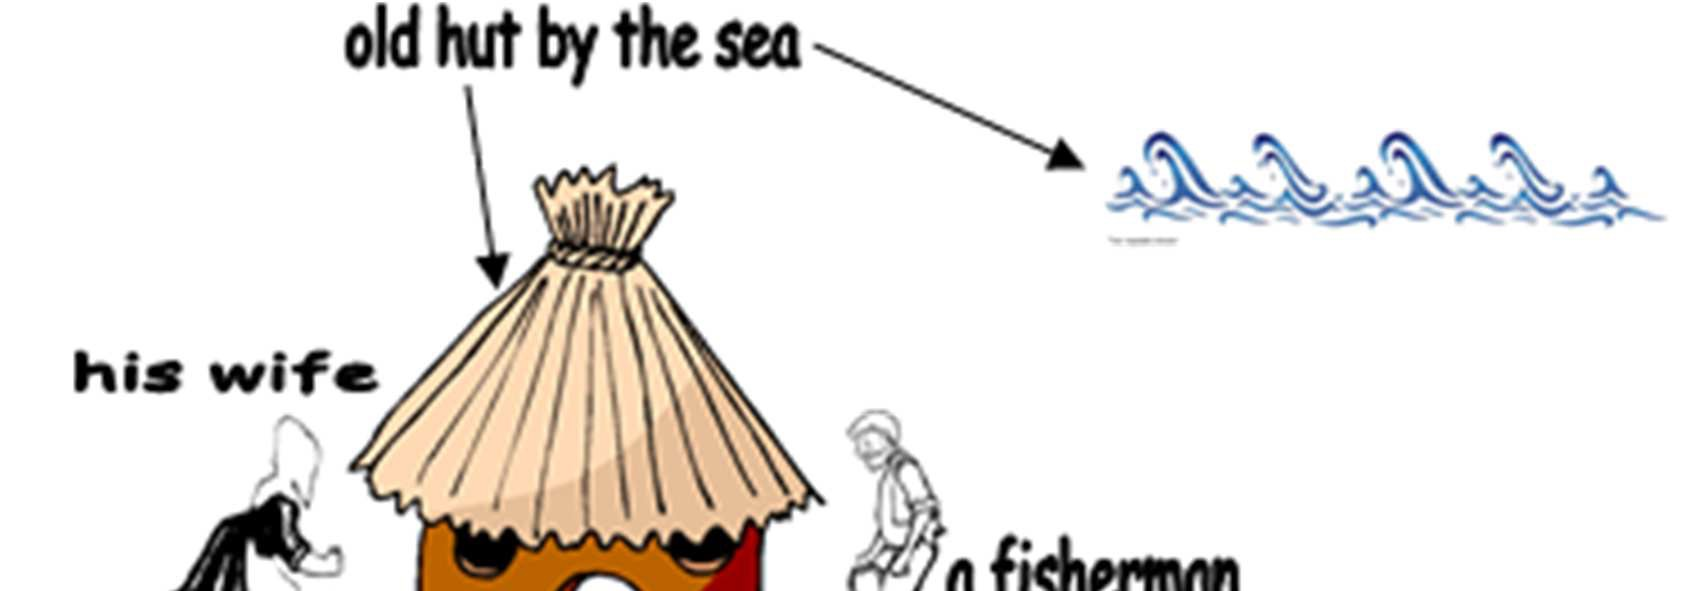 old hut by the sea
his wife
a fisherman